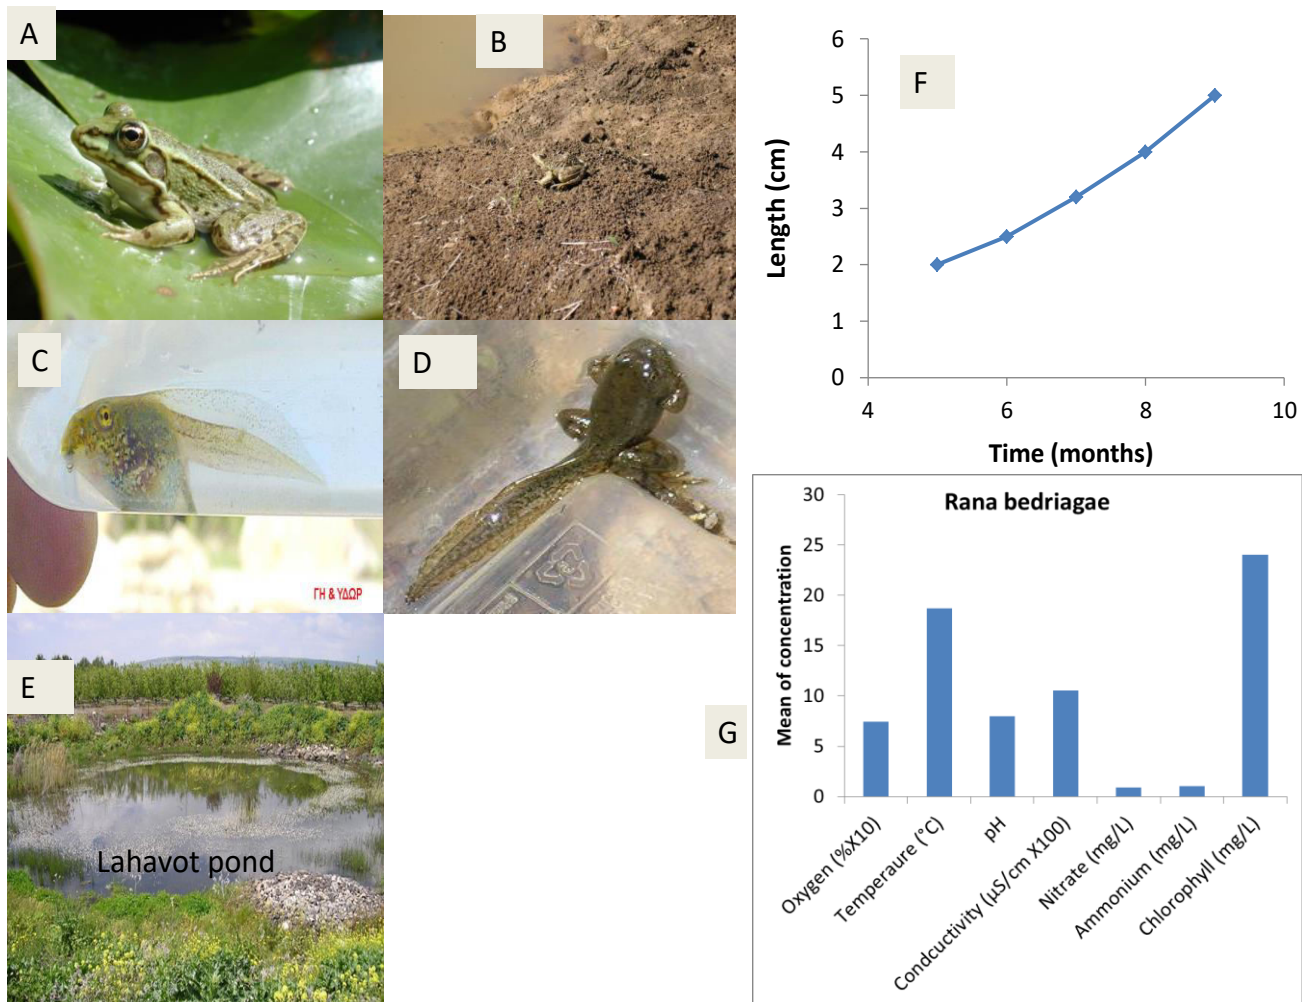 A
B
C
D
ΓΗ & ΥΔΩΡ
E
Lahavot pond
F
6
5
4
3
2
1
0
Length (cm)
4
6
8
10
Time (months)
G
Rana bedriagae
30
25
20
15
10
5
0
Mean of concentration
Oxygen (%X10)
Temperaure (°C)
pH
Condcuctivity (µS/cm X100)
Nitrate (mg/L)
Ammonium (mg/L)
Chlorophyll (mg/L)